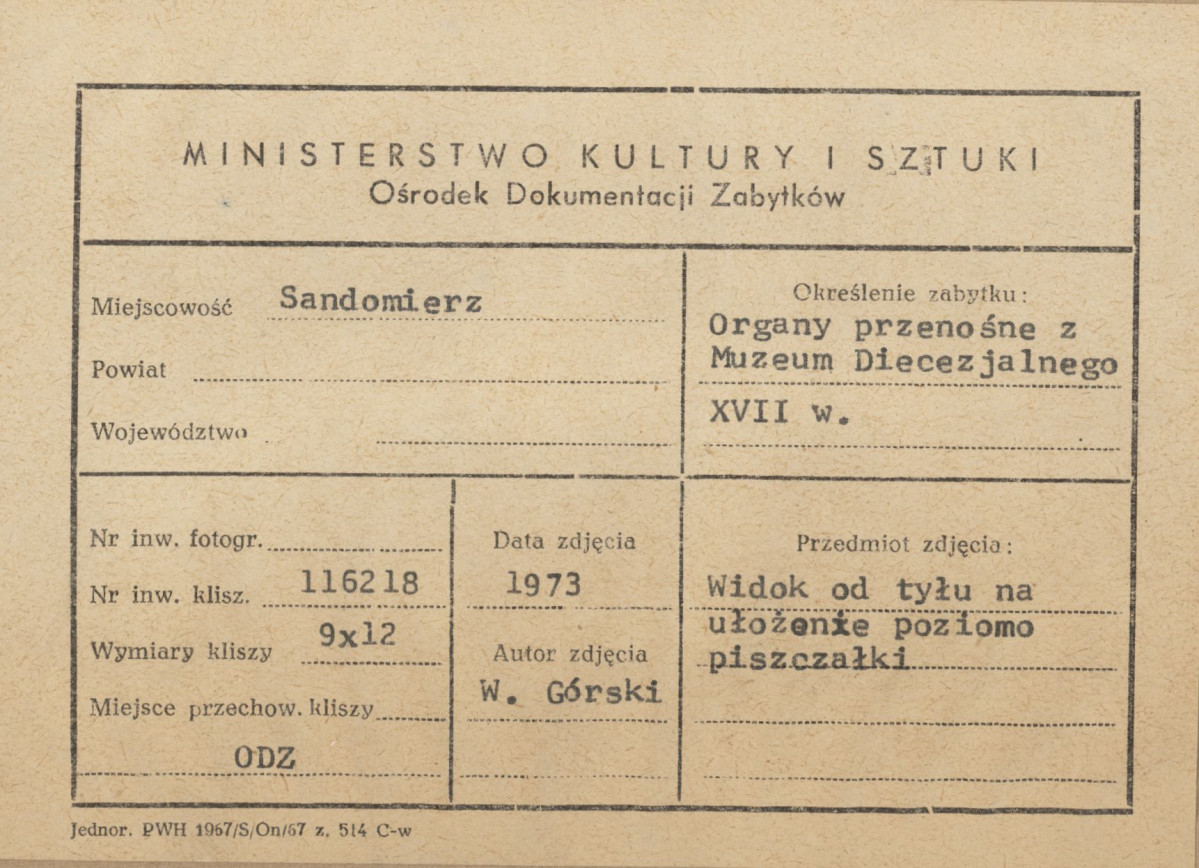 MINISTERSTWO KULTURY I SZTUKI
Ośrodek Dokumentacji Zabytków
Miejscowość Sandomierz
Powiat
Województwo
Określenie zabytku:
Organy przenośne z
Muzeum Diecezjalnego
XVII w.
Nr inw. fotogr.
Nr inw. klisz. 116218
Wymiary kliszy 9x12
Miejsce przechow. kliszy
ODZ
Data zdjęcia
1973
Autor zdjęcia
W. Górski
Przedmiot zdjęcia:
Widok od tyłu na
ułożenie poziomo
piszczałki
Jednor. PWH 1967/S/On/67 z. 514 C-w